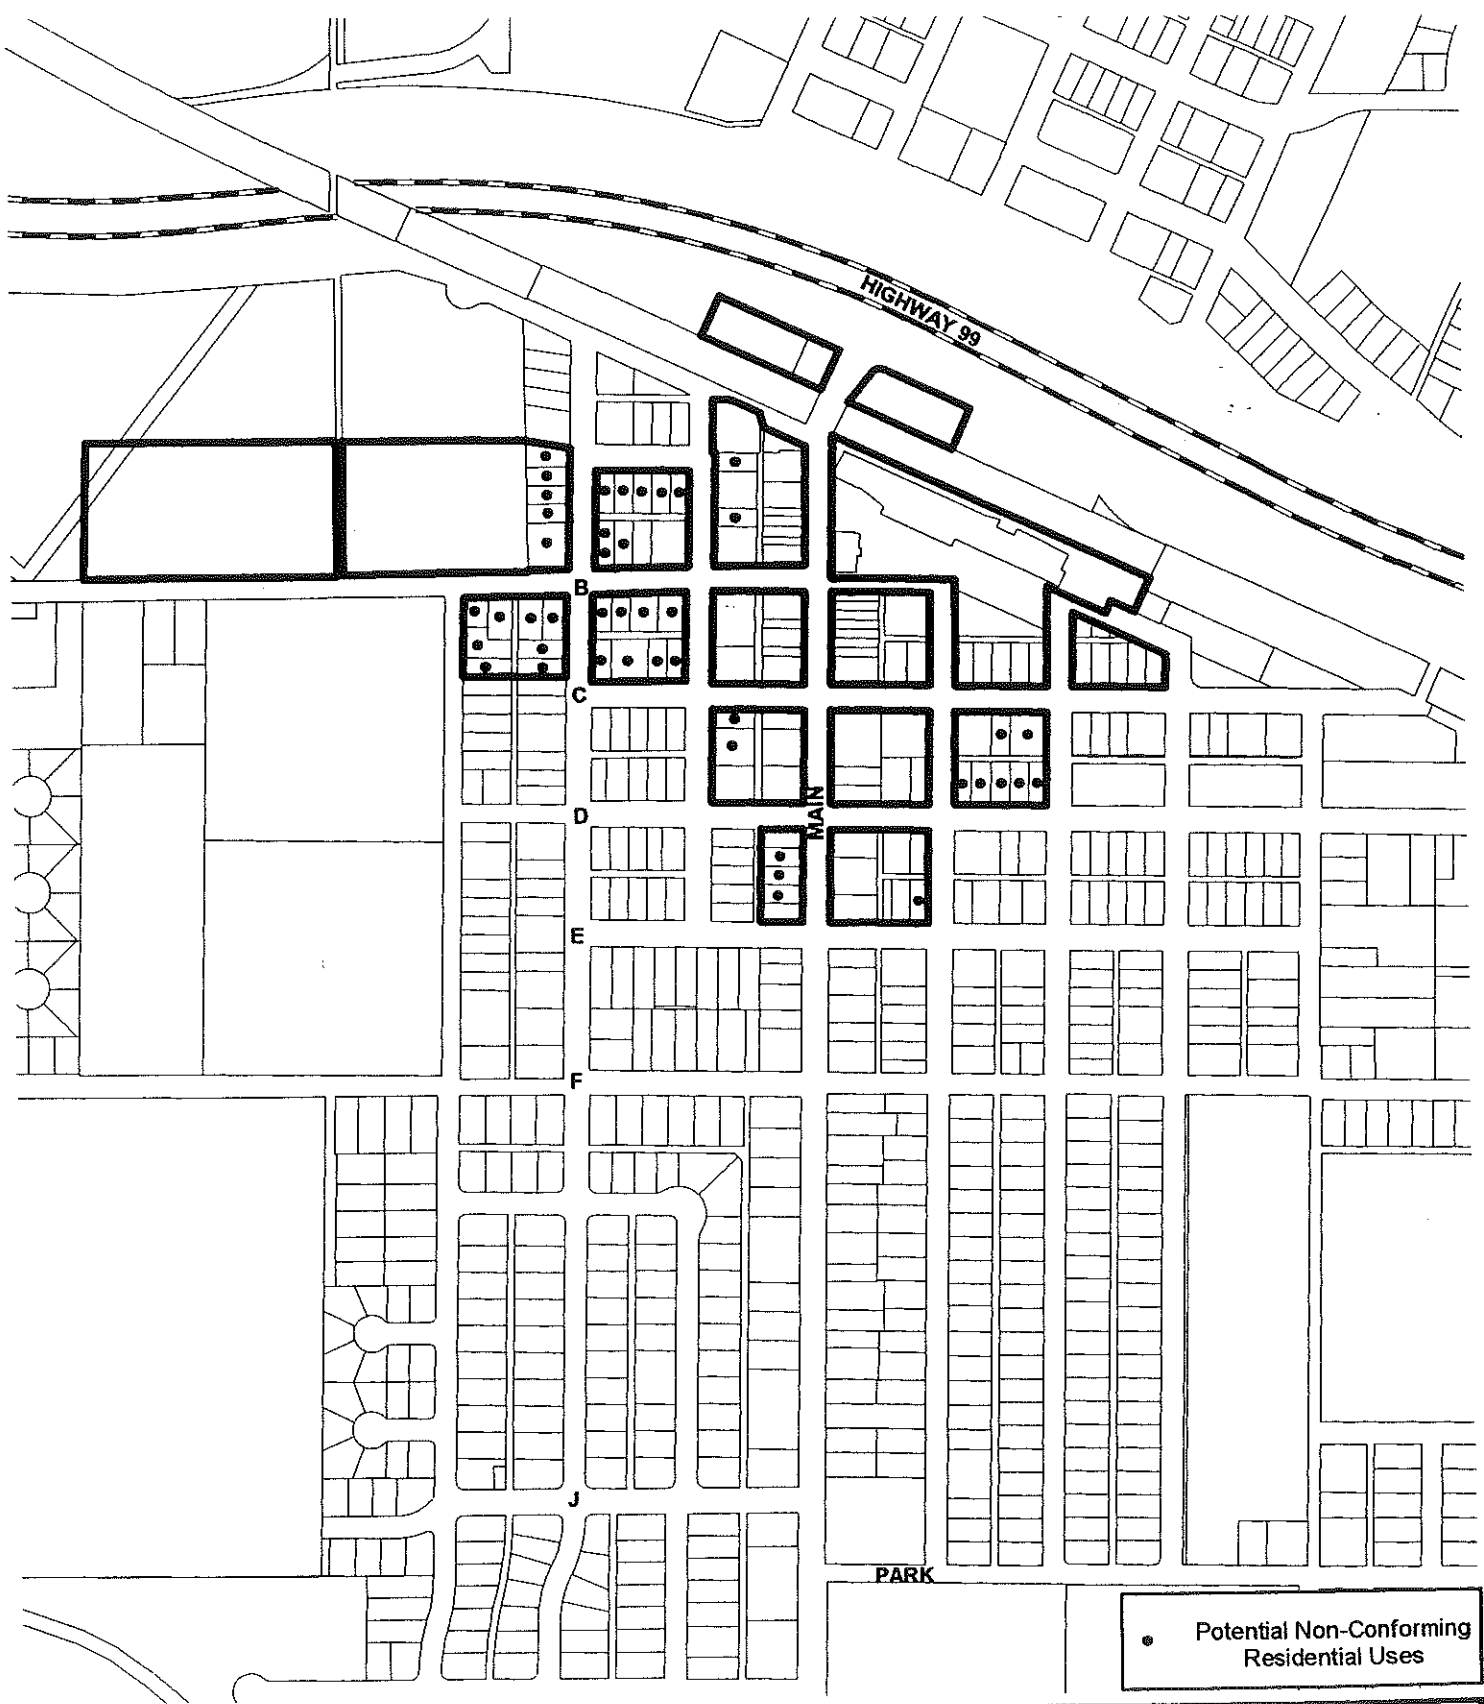 HIGHWAY 99
B
C
D
MAIN
E
F
J
PARK
Potential Non-Conforming
Residential Uses